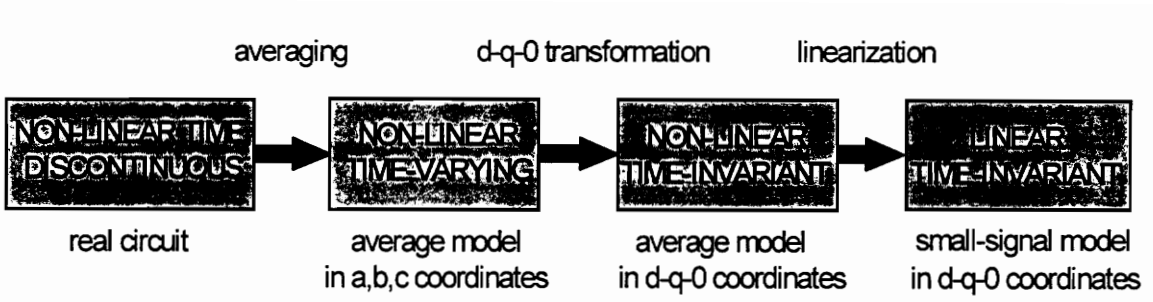 averaging d-q-0 transformation linearization
NON-LINEAR TIME DISCONTINUOUS
NON-LINEAR TIME-VARYING
NON-LINEAR TIME-INVARIANT
LINEAR TIME-INVARIANT
real circuit
average model
in a,b,c coordinates
average model
in d-q-0 coordinates
small-signal model
in d-q-0 coordinates